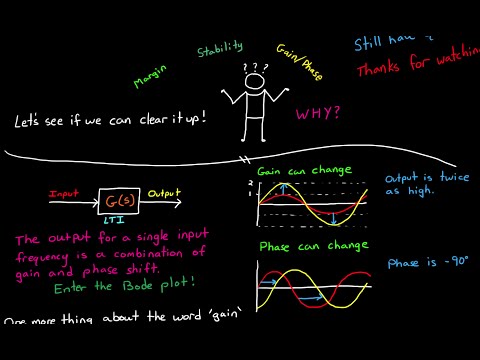 Margin
Stability
Gain/Phase
Still
Thanks for watching
? ? ?
Let's see if we can clear it up!
WHY?
Input
G(s)
Output
LTI
The output for a single input
frequency is a combination of
gain and phase shift.
Enter the Bode plot!
One more thing about the word 'gain'
Gain can change
2
1
Output is twice
as high.
Phase can change
Phase is -90°